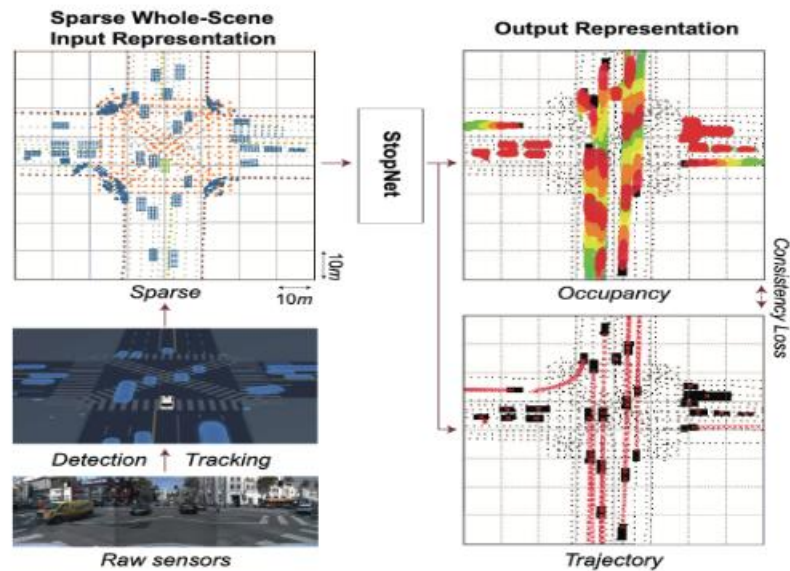 Sparse Whole-Scene
Input Representation
Output Representation
StopNet
10m
10m
Sparse
Occupancy
Consistency Loss
Detection
Tracking
Raw sensors
Trajectory